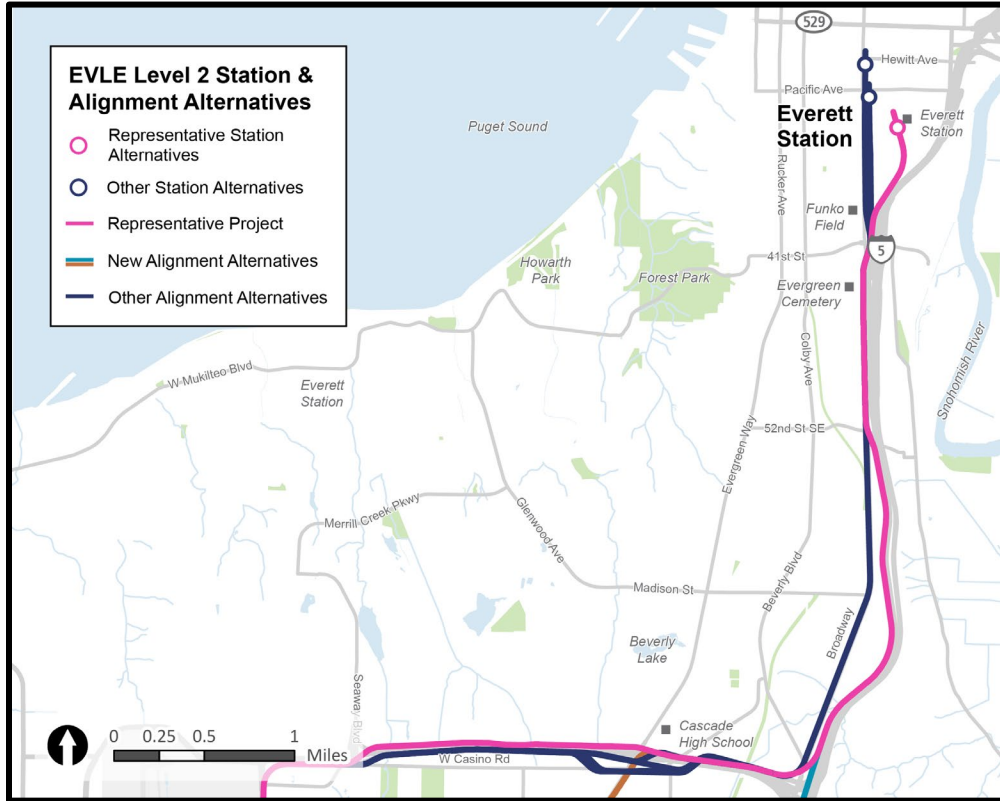 EVLE Level 2 Station &
Alignment Alternatives
Representative Station
Alternatives
Other Station Alternatives
Representative Project
New Alignment Alternatives
Other Alignment Alternatives
529
Hewitt Ave
Pacific Ave
Everett
Station
Everett
Station
Puget Sound
Rucker Ave
Funko
Field
5
41st St
Howarth
Park
Forest Park
Evergreen
Cemetery
Colby Ave
Snohomish River
W Mukilteo Blvd
Everett
Station
52nd St SE
Evergreen Way
Merrill Creek Pkwy
Glenwood Ave
Madison St
Beverly Blvd
Broadway
Beverly
Lake
Seaway Blvd
Cascade
High School
W Casino Rd
0 0.25 0.5 1
Miles